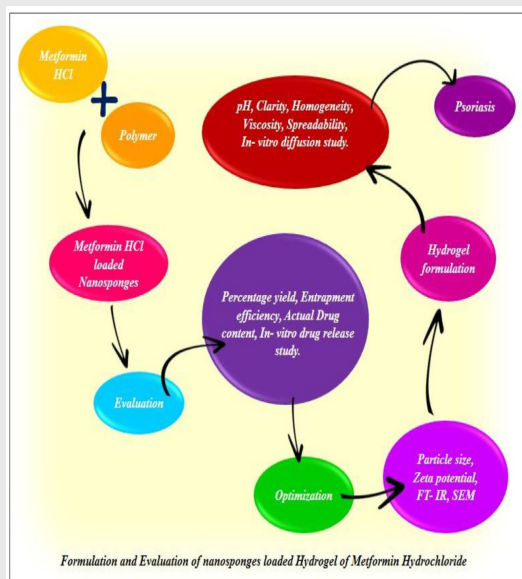 Metformin
HCl
Polymer
Metformin HCl
loaded
Nanosponges
Evaluation
Percentage yield, Entrapment
efficiency, Actual Drug
content, In- vitro drug release
study.
Optimization
Particle size,
Zeta potential,
FT- IR, SEM
Hydrogel
formulation
pH, Clarity, Homogeneity,
Viscosity, Spreadability,
In- vitro diffusion study.
Psoriasis
Formulation and Evaluation of nanosponges loaded Hydrogel of Metformin Hydrochloride